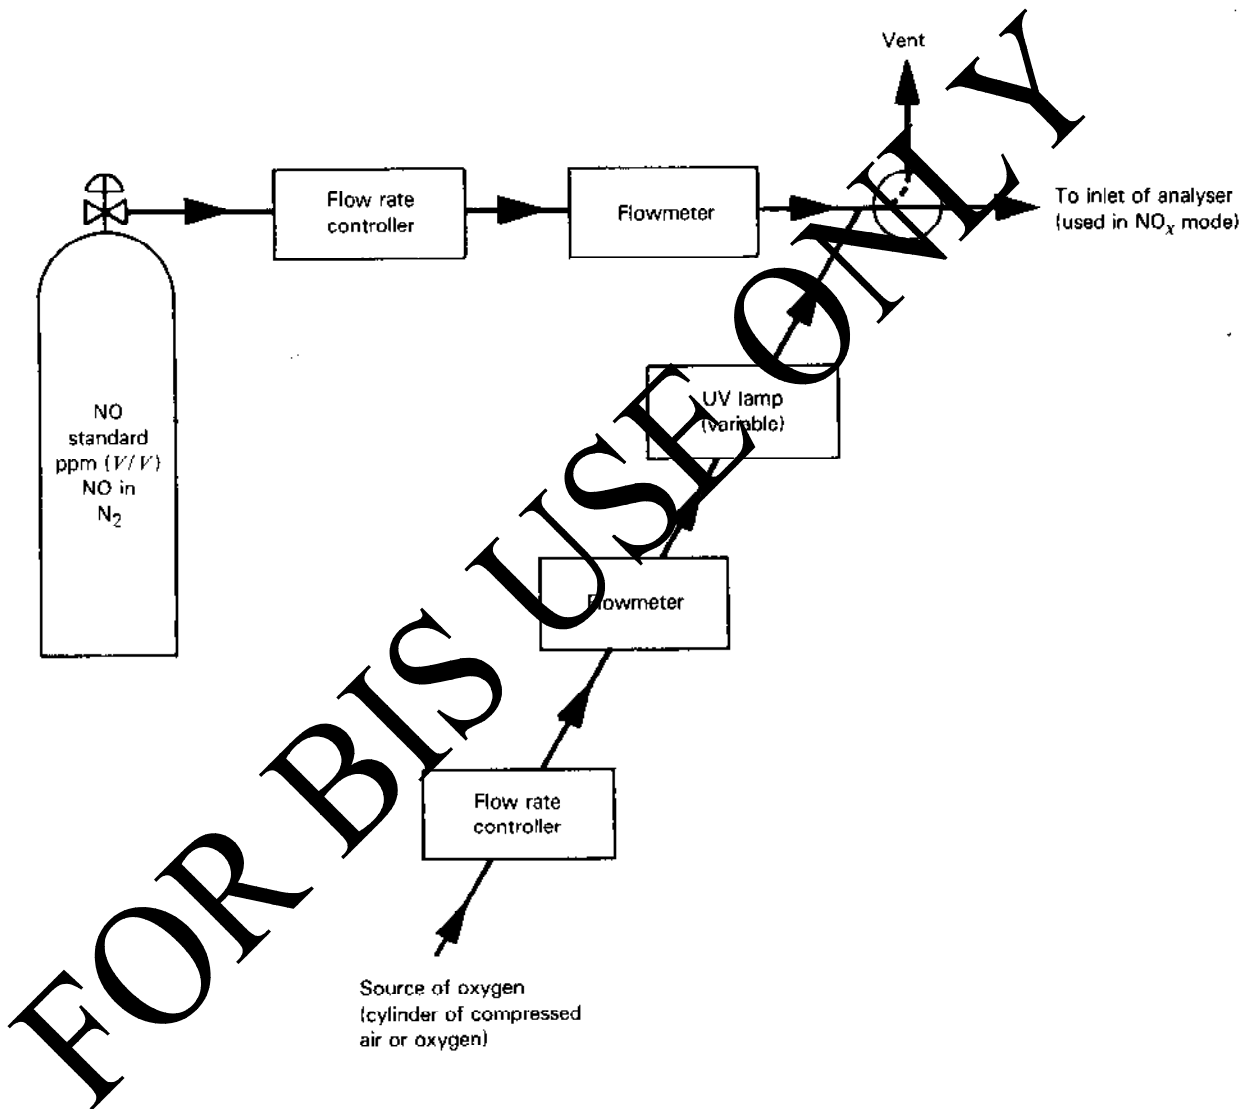 Vent
Flow rate
controller
Flowmeter
To inlet of analyser
(used in NOx mode)
NO
standard
ppm (V/V)
NO in
N2
UV lamp
(variable)
Flowmeter
Flow rate
controller
Source of oxygen
(cylinder of compressed
air or oxygen)
FOR BIS USE ONLY